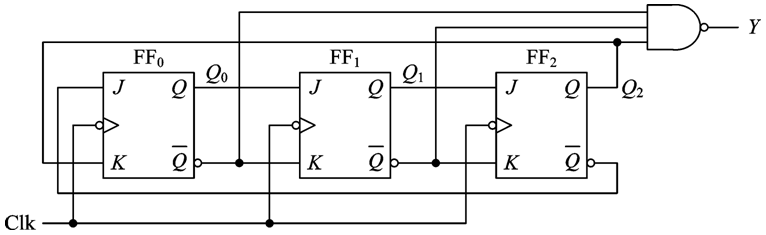 Y
FF₀ FF₁ FF₂
J Q Q₀ J Q Q₁ J Q Q₂
K Q̅ K Q̅ K Q̅
Clk